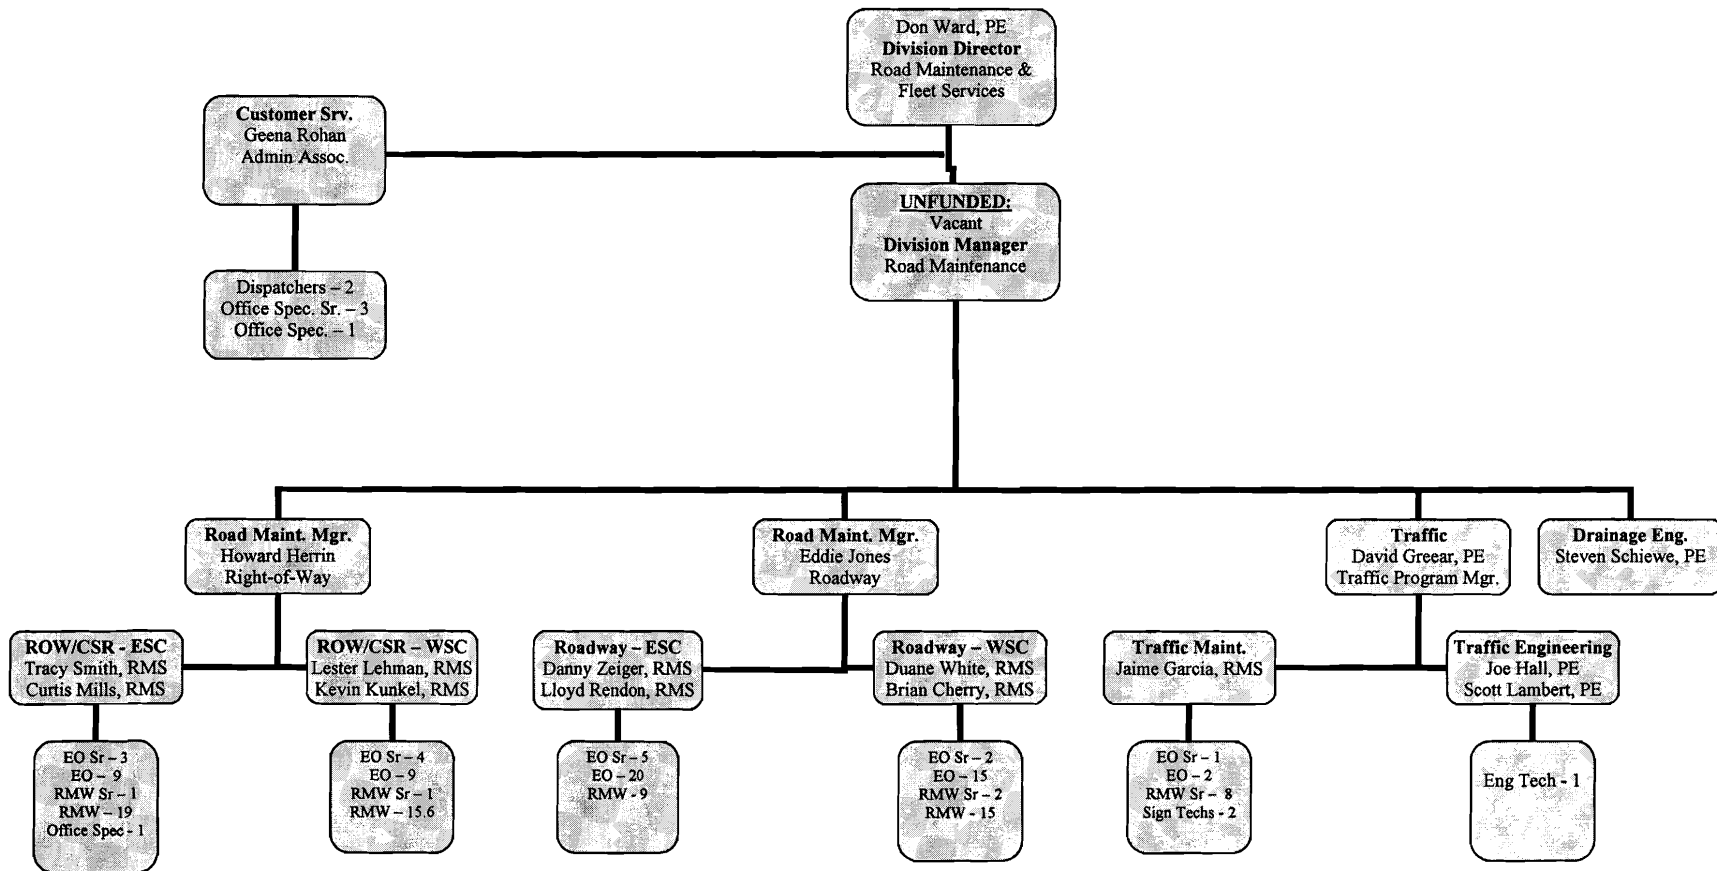 Don Ward, PE
Division Director
Road Maintenance &
Fleet Services
Customer Srv.
Geena Rohan
Admin Assoc.
UNFUNDED:
Vacant
Division Manager
Road Maintenance
Dispatchers – 2
Office Spec. Sr. – 3
Office Spec. – 1
Road Maint. Mgr.
Howard Herrin
Right-of-Way
Road Maint. Mgr.
Eddie Jones
Roadway
Traffic
David Greear, PE
Traffic Program Mgr.
Drainage Eng.
Steven Schiewe, PE
ROW/CSR - ESC
Tracy Smith, RMS
Curtis Mills, RMS
ROW/CSR – WSC
Lester Lehman, RMS
Kevin Kunkel, RMS
Roadway – ESC
Danny Zeiger, RMS
Lloyd Rendon, RMS
Roadway – WSC
Duane White, RMS
Brian Cherry, RMS
Traffic Maint.
Jaime Garcia, RMS
Traffic Engineering
Joe Hall, PE
Scott Lambert, PE
EO Sr – 3
EO – 9
RMW Sr – 1
RMW – 19
Office Spec - 1
EO Sr – 4
EO – 9
RMW Sr – 1
RMW – 15.6
EO Sr – 5
EO – 20
RMW - 9
EO Sr – 2
EO – 15
RMW Sr – 2
RMW - 15
EO Sr – 1
EO – 2
RMW Sr – 8
Sign Techs - 2
Eng Tech - 1